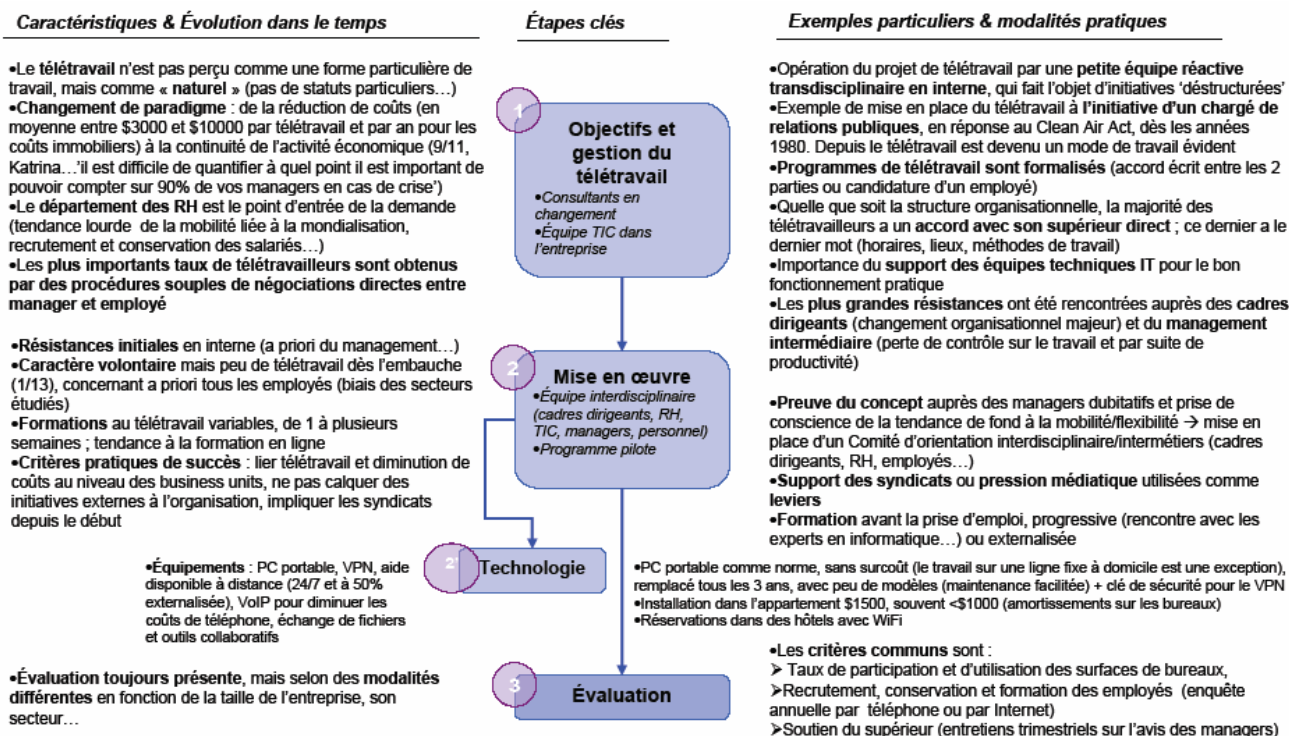 Caractéristiques & Évolution dans le temps
Étapes clés
Exemples particuliers & modalités pratiques
•Le télétravail n'est pas perçu comme une forme particulière de
travail, mais comme « naturel » (pas de statuts particuliers…)
•Changement de paradigme : de la réduction de coûts (en
moyenne entre $3000 et $10000 par télétravail et par an pour les
coûts immobiliers) à la continuité de l'activité économique (9/11,
Katrina…'il est difficile de quantifier à quel point il est important de
pouvoir compter sur 90% de vos managers en cas de crise')
•Le département des RH est le point d'entrée de la demande
(tendance lourde  de la mobilité liée à la mondialisation,
recrutement et conservation des salariés…)
•Les plus importants taux de télétravailleurs sont obtenus
par des procédures souples de négociations directes entre
manager et employé
1
Objectifs et
gestion du
télétravail
•Consultants en
changement
•Équipe TIC dans
l'entreprise
•Opération du projet de télétravail par une petite équipe réactive
transdisciplinaire en interne, qui fait l'objet d'initiatives 'déstructurées'
•Exemple de mise en place du télétravail à l'initiative d'un chargé de
relations publiques, en réponse au Clean Air Act, dès les années
1980. Depuis le télétravail est devenu un mode de travail évident
•Programmes de télétravail sont formalisés (accord écrit entre les 2
parties ou candidature d'un employé)
•Quelle que soit la structure organisationnelle, la majorité des
télétravailleurs a un accord avec son supérieur direct ; ce dernier a le
dernier mot (horaires, lieux, méthodes de travail)
•Importance du support des équipes techniques IT pour le bon
fonctionnement pratique
•Les plus grandes résistances ont été rencontrées auprès des cadres
dirigeants (changement organisationnel majeur) et du management
intermédiaire (perte de contrôle sur le travail et par suite de
productivité)
•Résistances initiales en interne (a priori du management…)
•Caractère volontaire mais peu de télétravail dès l'embauche
(1/13), concernant a priori tous les employés (biais des secteurs
étudiés)
•Formations au télétravail variables, de 1 à plusieurs
semaines ; tendance à la formation en ligne
•Critères pratiques de succès : lier télétravail et diminution de
coûts au niveau des business units, ne pas calquer des
initiatives externes à l'organisation, impliquer les syndicats
depuis le début
2
Mise en œuvre
•Équipe interdisciplinaire
(cadres dirigeants, RH,
TIC, managers, personnel)
•Programme pilote
•Preuve du concept auprès des managers dubitatifs et prise de
conscience de la tendance de fond à la mobilité/flexibilité → mise en
place d'un Comité d'orientation interdisciplinaire/intermétiers (cadres
dirigeants, RH, employés…)
•Support des syndicats ou pression médiatique utilisées comme
leviers
•Formation avant la prise d'emploi, progressive (rencontre avec les
experts en informatique…) ou externalisée
•Équipements : PC portable, VPN, aide
disponible à distance (24/7 et à 50%
externalisée), VoIP pour diminuer les
coûts de téléphone, échange de fichiers
et outils collaboratifs
2'
Technologie
•PC portable comme norme, sans surcoût (le travail sur une ligne fixe à domicile est une exception),
remplacé tous les 3 ans, avec peu de modèles (maintenance facilitée) + clé de sécurité pour le VPN
•Installation dans l'appartement $1500, souvent <$1000 (amortissements sur les bureaux)
•Réservations dans des hôtels avec WiFi
•Évaluation toujours présente, mais selon des modalités
différentes en fonction de la taille de l'entreprise, son
secteur…
3
Évaluation
•Les critères communs sont :
➢ Taux de participation et d'utilisation des surfaces de bureaux,
➢Recrutement, conservation et formation des employés  (enquête
annuelle par  téléphone ou par Internet)
➢Soutien du supérieur (entretiens trimestriels sur l'avis des managers)